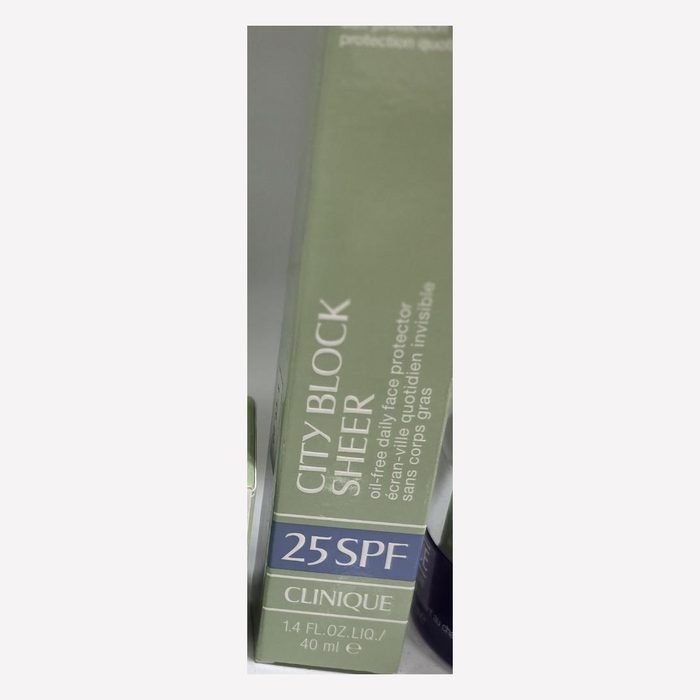 protection quot
CITY BLOCK
SHEER
oil-free daily face protector
écran-ville quotidien invisible
sans corps gras
25 SPF
CLINIQUE
1.4 FL.OZ.LIQ./
40 ml ℮